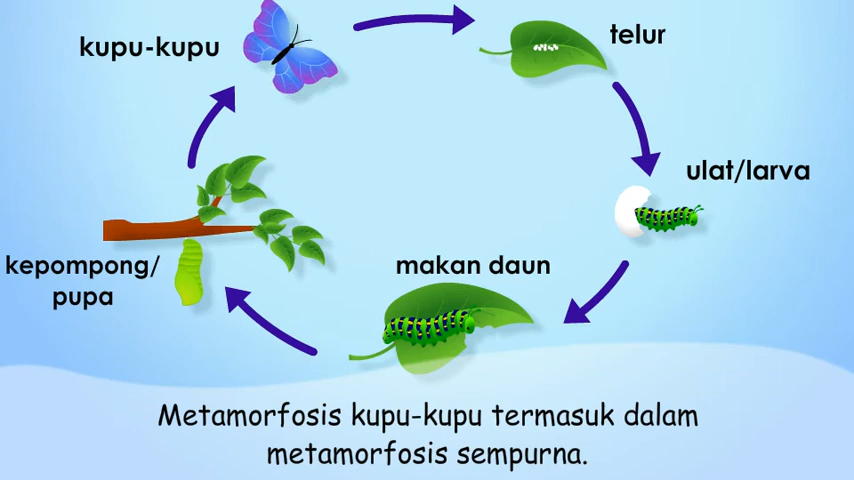 kupu-kupu
telur
ulat/larva
makan daun
kepompong/
pupa
Metamorfosis kupu-kupu termasuk dalam
metamorfosis sempurna.